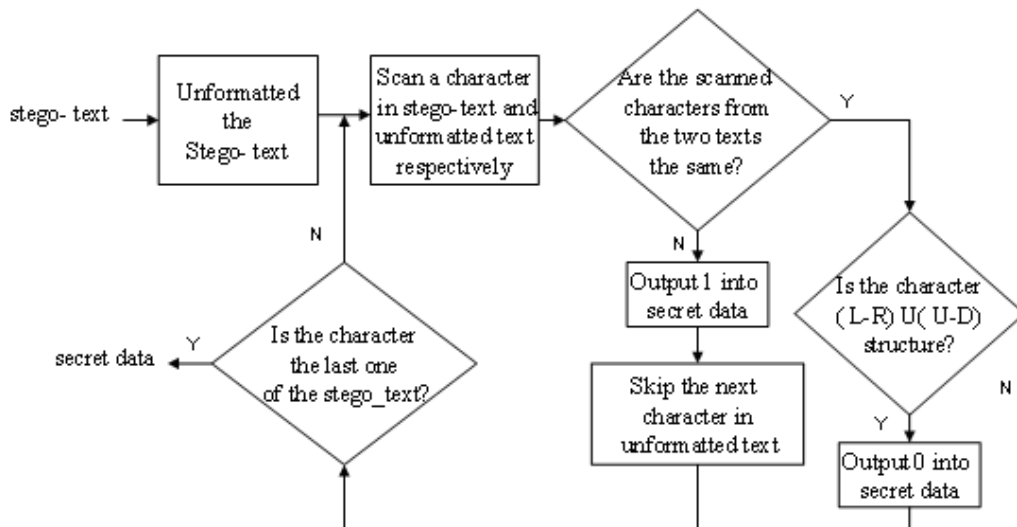 stego- text
Unformatted
the
Stego- text
Scan a character
in stego-text and
unformatted text
respectively
Are the scanned
characters from
the two texts
the same?
Y
N
Output 1 into
secret data
Skip the next
character in
unformatted text
Is the character
( L-R) U( U-D)
structure?
N
Y
Output 0 into
secret data
Is the character
the last one
of the stego_text?
N
Y
secret data